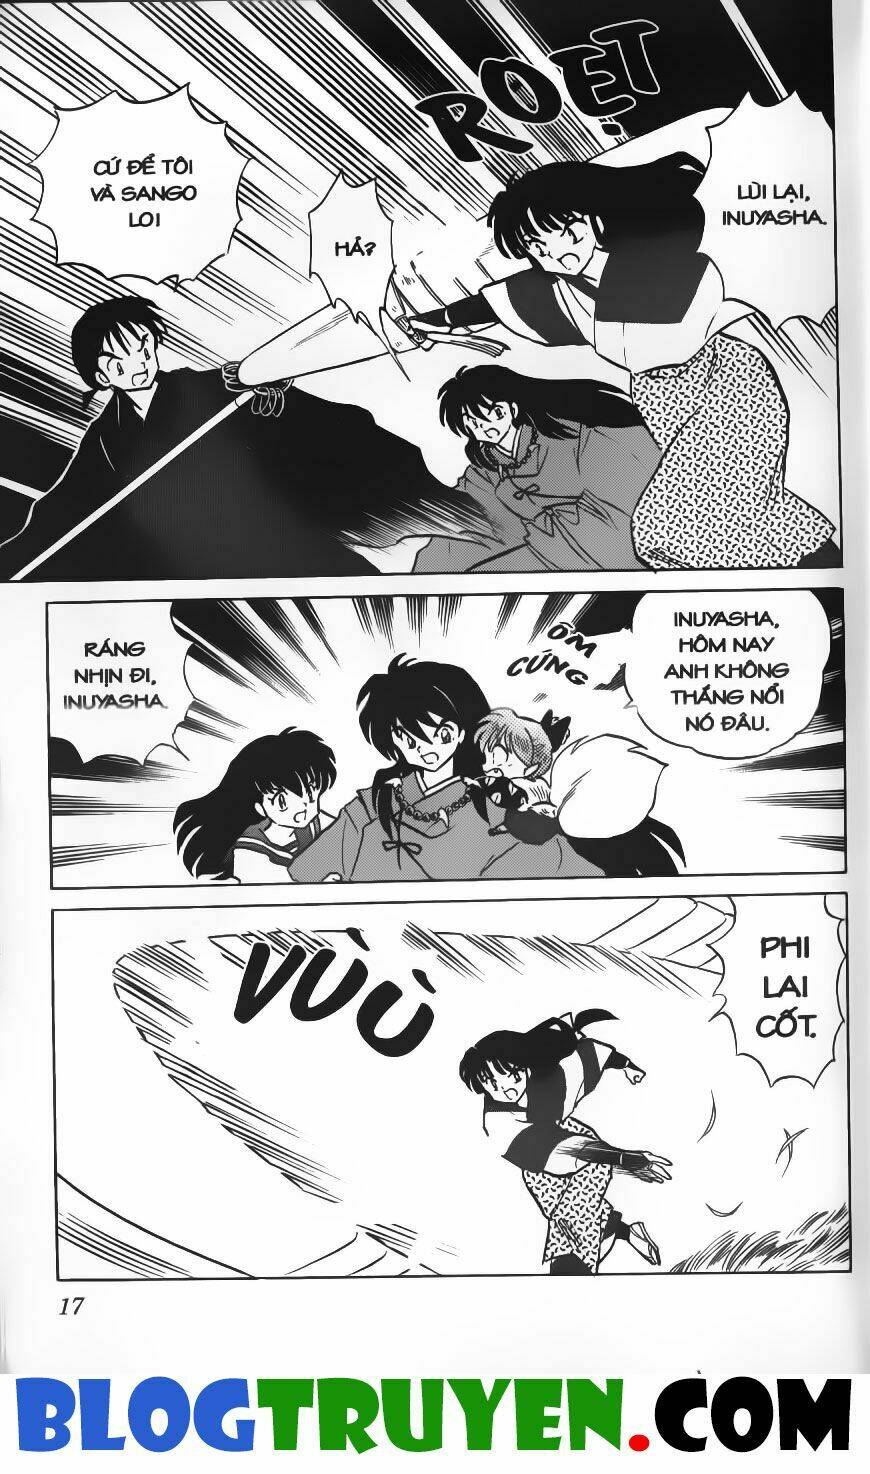 ROẸT
LÙI LẠI,
INUYASHA.
HẢ?
CỨ ĐỂ TÔI
VÀ SANGO
LO!
INUYASHA,
HÔM NAY
ANH KHÔNG
THẮNG NỔI
NÓ ĐÂU.
ÔM
CỨNG
RÁNG
NHỊN ĐI,
INUYASHA.
PHI
LAI
CỐT.
VÙÙ
17
BLOGTRUYEN.COM